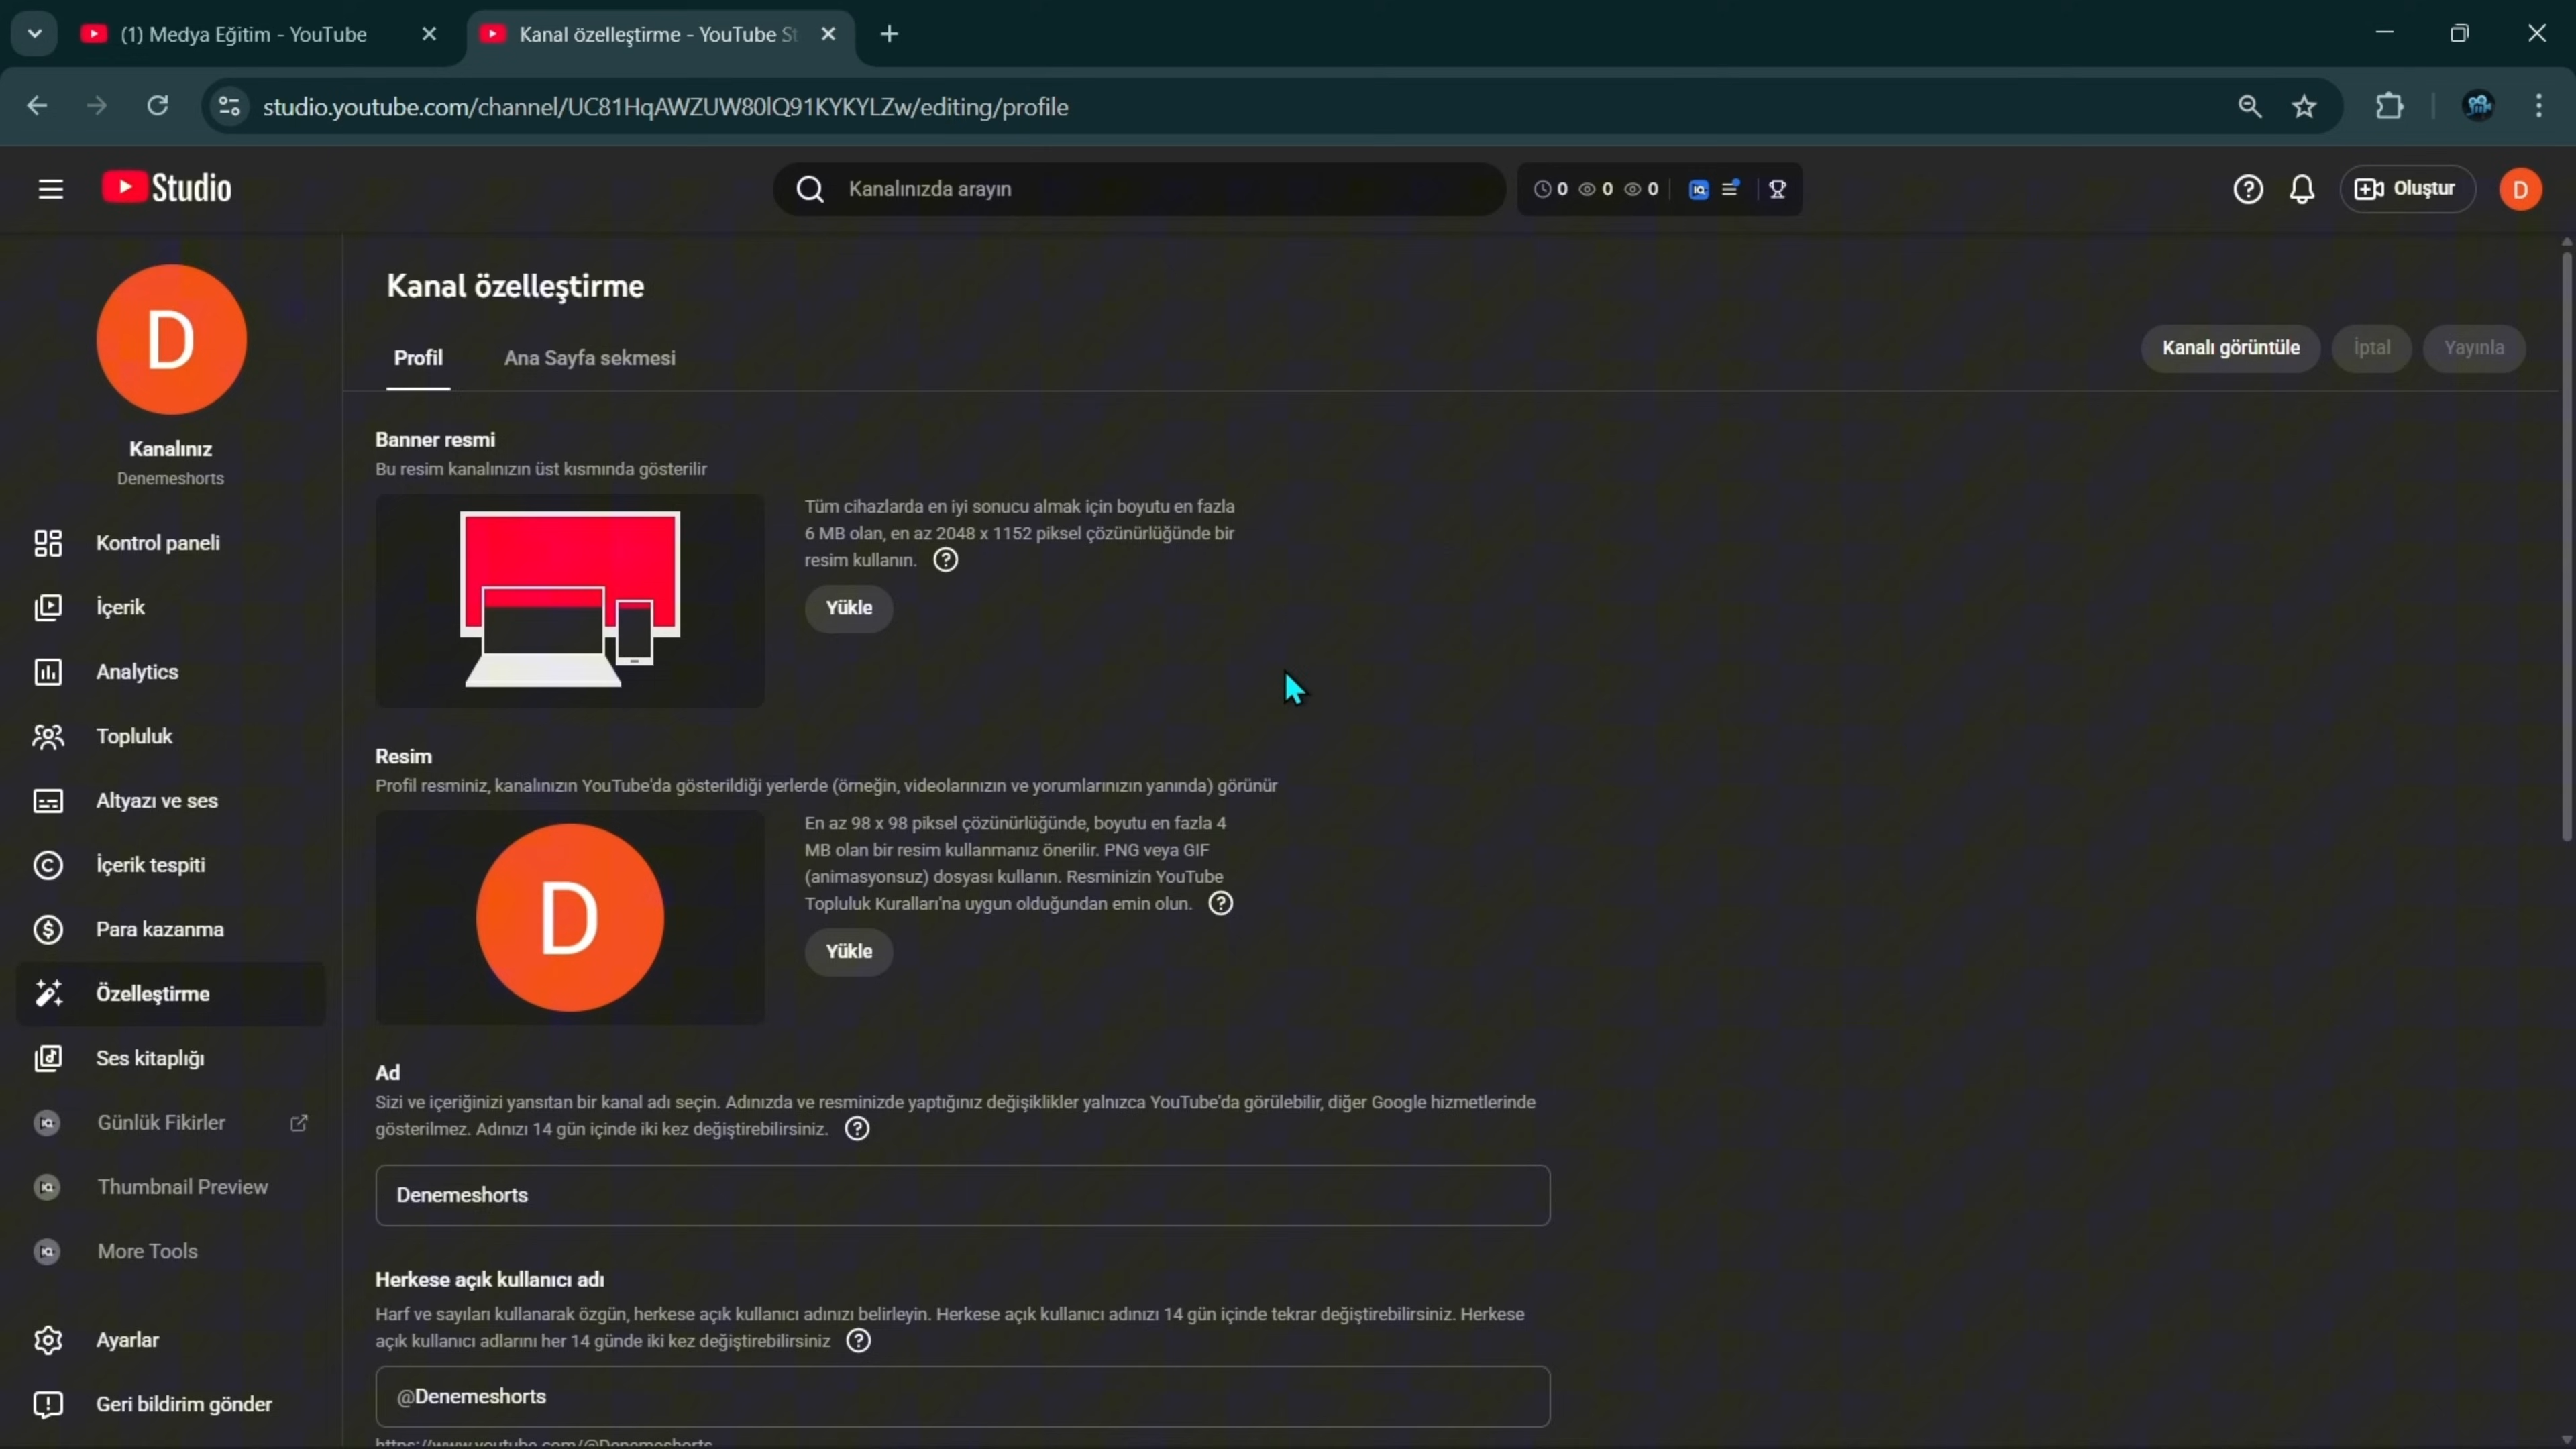 (1) Medya Eğitim - YouTube
Kanal özelleştirme - YouTube St
studio.youtube.com/channel/UC81HqAWZUW80lQ91KYKYLZw/editing/profile
Studio
Kanalınızda arayın
0 0 0
Oluştur
D
D
Kanalınız
Denemeshorts
Kontrol paneli
İçerik
Analytics
Topluluk
Altyazı ve ses
İçerik tespiti
Para kazanma
Özelleştirme
Ses kitaplığı
Günlük Fikirler
Thumbnail Preview
More Tools
Ayarlar
Geri bildirim gönder
Kanal özelleştirme
Profil
Ana Sayfa sekmesi
Kanalı görüntüle
İptal
Yayınla
Banner resmi
Bu resim kanalınızın üst kısmında gösterilir
Tüm cihazlarda en iyi sonucu almak için boyutu en fazla
6 MB olan, en az 2048 x 1152 piksel çözünürlüğünde bir
resim kullanın.
Yükle
Resim
Profil resminiz, kanalınızın YouTube'da gösterildiği yerlerde (örneğin, videolarınızın ve yorumlarınızın yanında) görünür
D
En az 98 x 98 piksel çözünürlüğünde, boyutu en fazla 4
MB olan bir resim kullanmanız önerilir. PNG veya GIF
(animasyonsuz) dosyası kullanın. Resminizin YouTube
Topluluk Kuralları'na uygun olduğundan emin olun.
Yükle
Ad
Sizi ve içeriğinizi yansıtan bir kanal adı seçin. Adınızda ve resminizde yaptığınız değişiklikler yalnızca YouTube'da görülebilir, diğer Google hizmetlerinde
gösterilmez. Adınızı 14 gün içinde iki kez değiştirebilirsiniz.
Denemeshorts
Herkese açık kullanıcı adı
Harf ve sayıları kullanarak özgün, herkese açık kullanıcı adınızı belirleyin. Herkese açık kullanıcı adınızı 14 gün içinde tekrar değiştirebilirsiniz. Herkese
açık kullanıcı adlarını her 14 günde iki kez değiştirebilirsiniz
@Denemeshorts
https://www.youtube.com/@Denemeshorts